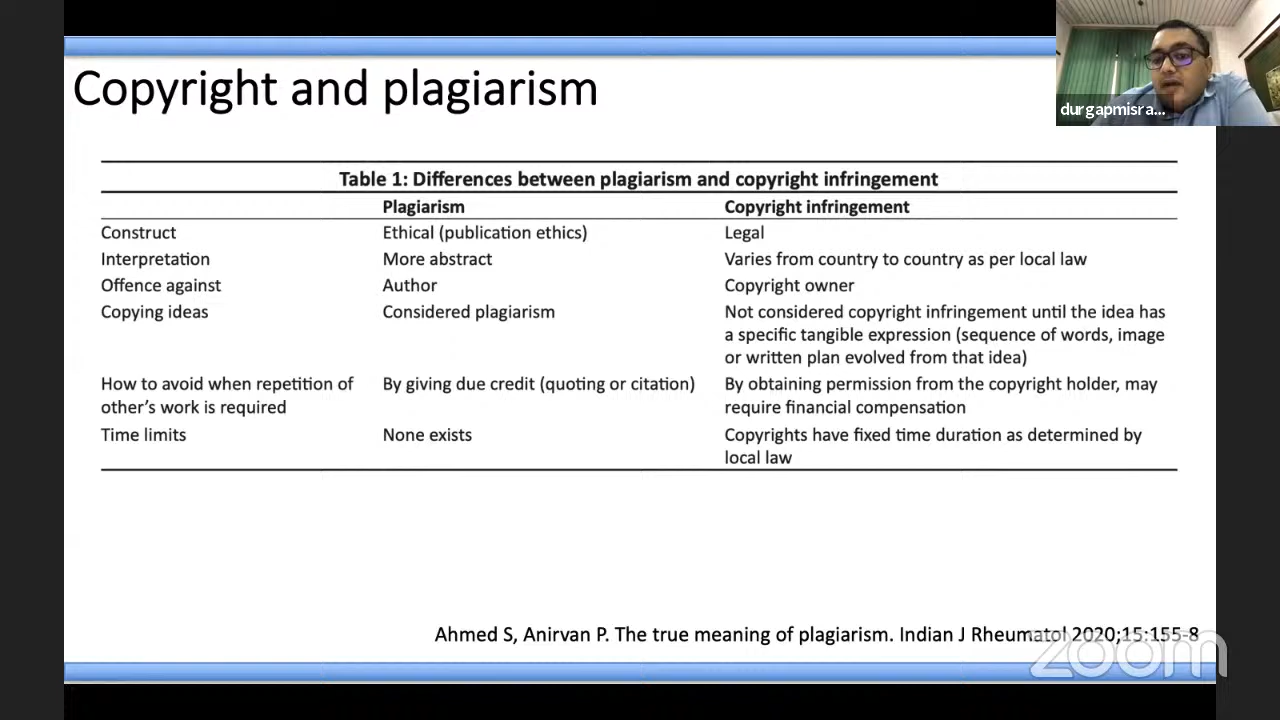 Copyright and plagiarism
durgapmisra...
Table 1: Differences between plagiarism and copyright infringement
Plagiarism Copyright infringement
Construct Ethical (publication ethics) Legal
Interpretation More abstract Varies from country to country as per local law
Offence against Author Copyright owner
Copying ideas Considered plagiarism Not considered copyright infringement until the idea has
a specific tangible expression (sequence of words, image
or written plan evolved from that idea)
How to avoid when repetition of By giving due credit (quoting or citation) By obtaining permission from the copyright holder, may
other's work is required require financial compensation
Time limits None exists Copyrights have fixed time duration as determined by
local law
Ahmed S, Anirvan P. The true meaning of plagiarism. Indian J Rheumatol 2020;15:155-8
zoom